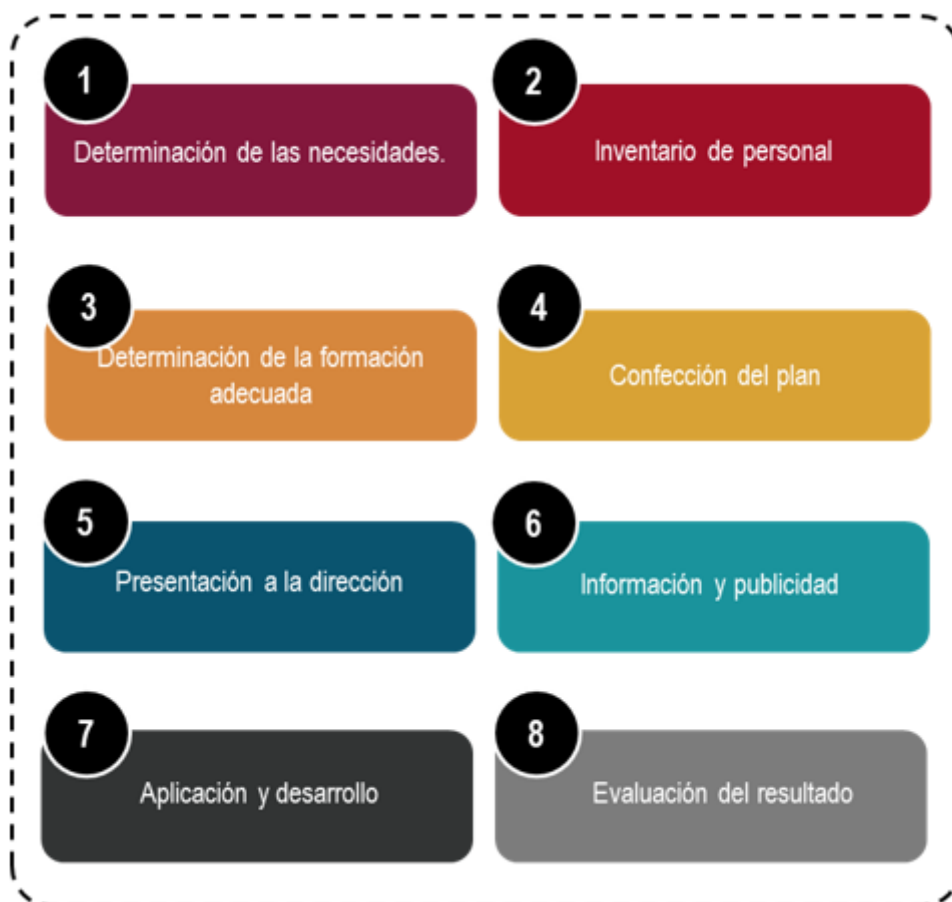 1
Determinación de las necesidades.
2
Inventario de personal
3
Determinación de la formación
adecuada
4
Confección del plan
5
Presentación a la dirección
6
Información y publicidad
7
Aplicación y desarrollo
8
Evaluación del resultado